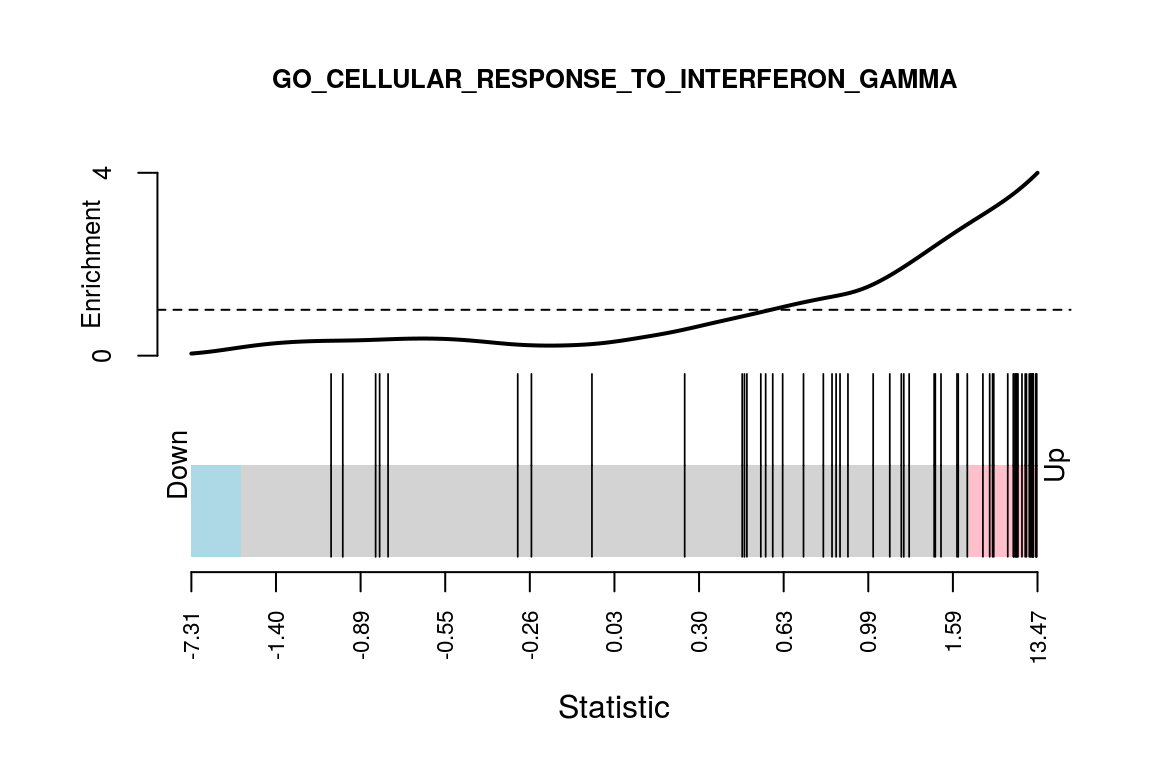 GO_CELLULAR_RESPONSE_TO_INTERFERON_GAMMA
4
Enrichment
0
Down
Up
-7.31 -1.40 -0.89 -0.55 -0.26 0.03 0.30 0.63 0.99 1.59 13.47
Statistic